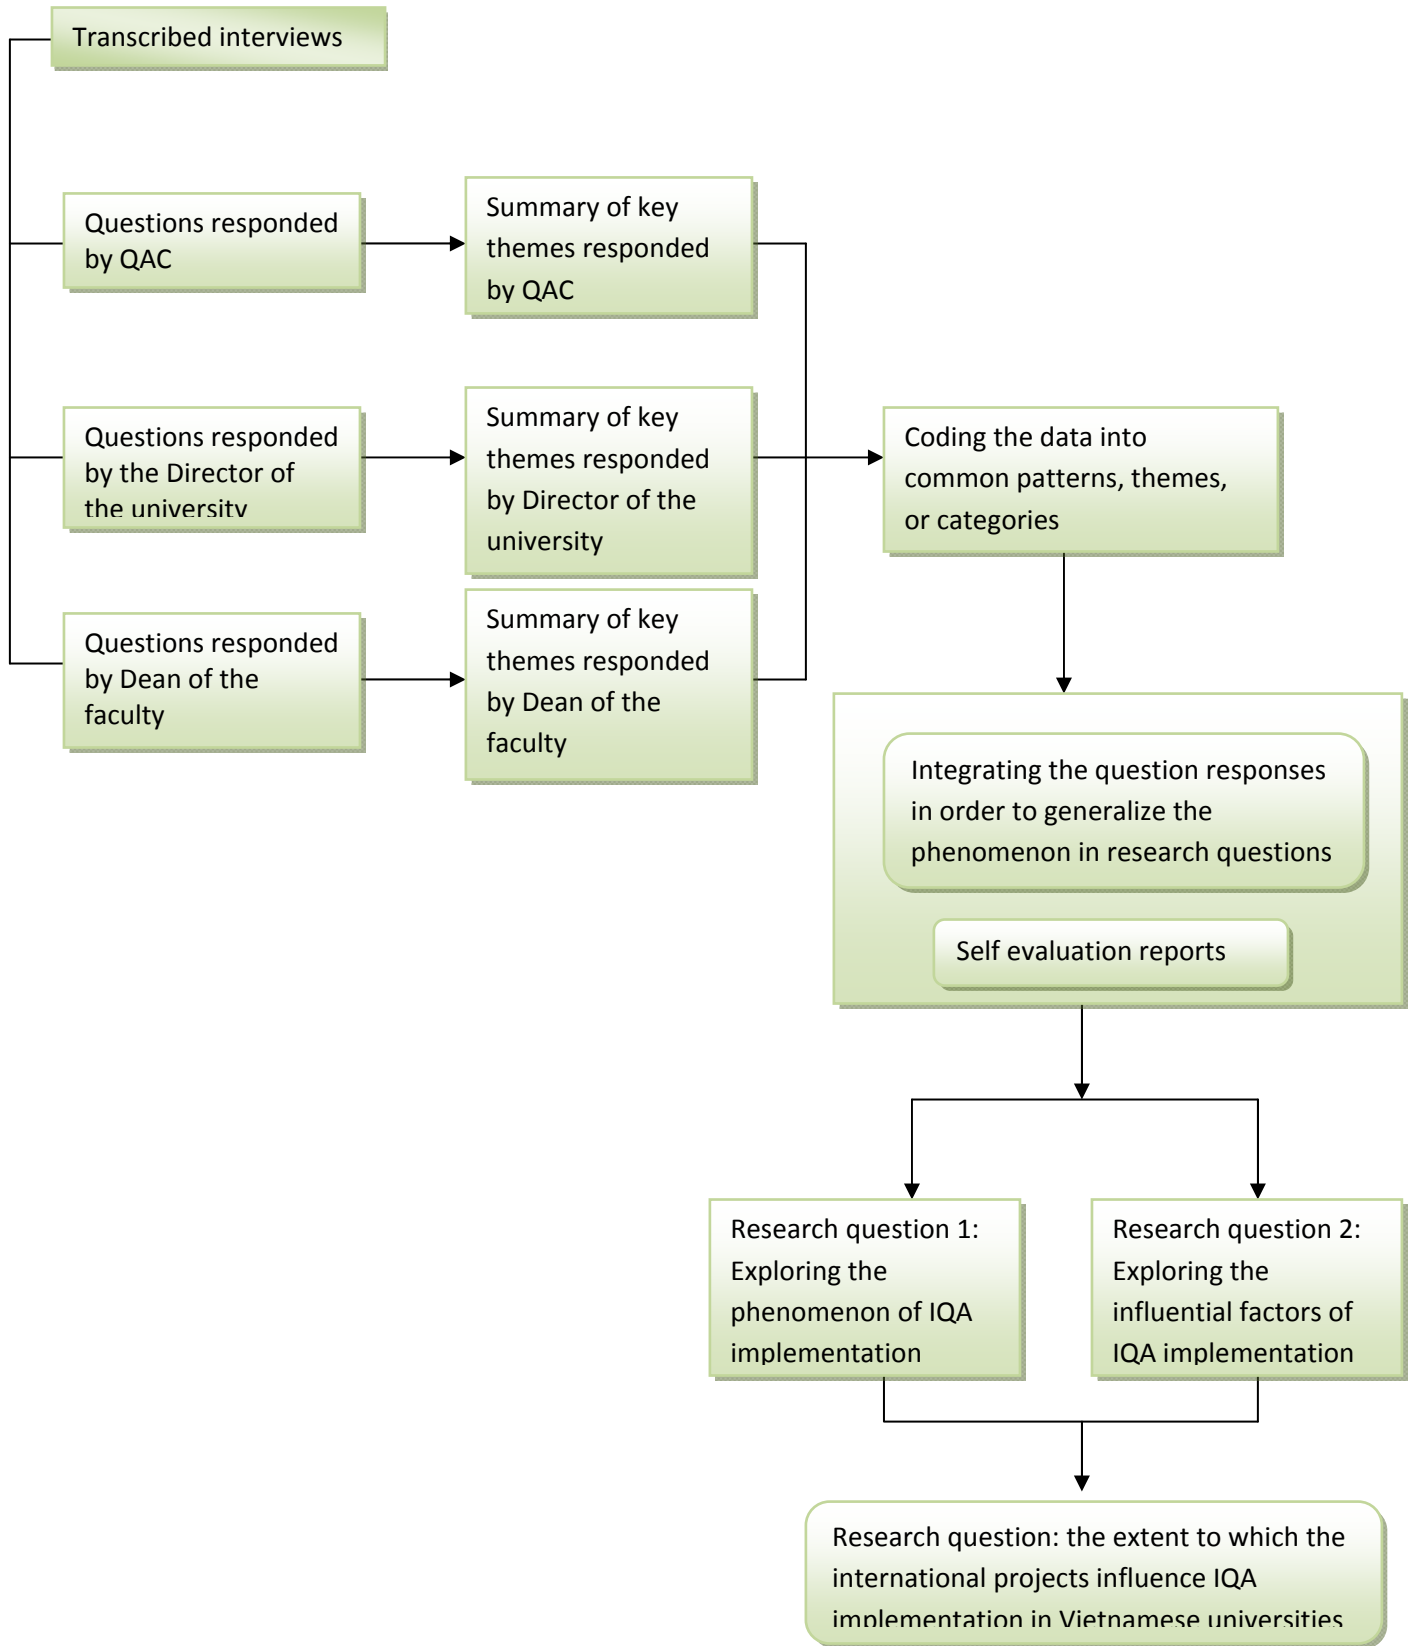 Transcribed interviews
Questions responded
by QAC
Summary of key
themes responded
by QAC
Questions responded
by the Director of
the university
Summary of key
themes responded
by Director of the
university
Questions responded
by Dean of the
faculty
Summary of key
themes responded
by Dean of the
faculty
Coding the data into
common patterns, themes,
or categories
Integrating the question responses
in order to generalize the
phenomenon in research questions
Self evaluation reports
Research question 1:
Exploring the
phenomenon of IQA
implementation
Research question 2:
Exploring the
influential factors of
IQA implementation
Research question: the extent to which the
international projects influence IQA
implementation in Vietnamese universities